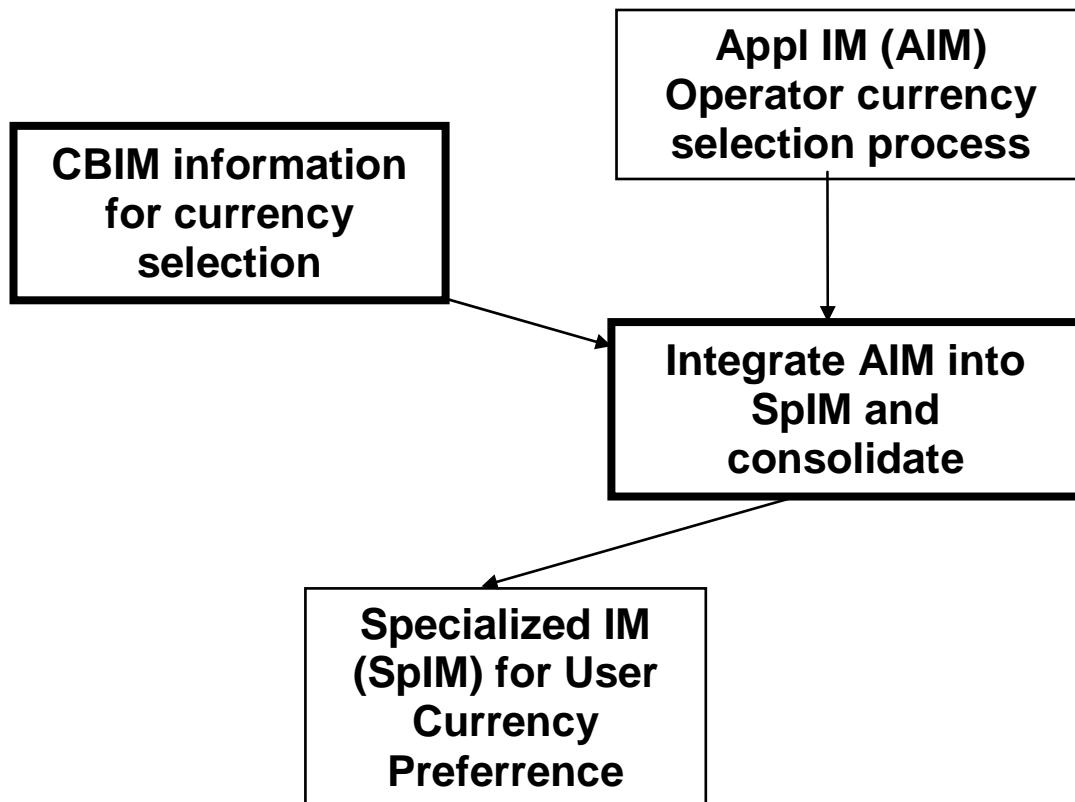 Appl IM (AIM)
Operator currency
selection process
CBIM information
for currency
selection
Integrate AIM into
SpIM and
consolidate
Specialized IM
(SpIM) for User
Currency
Preferrence